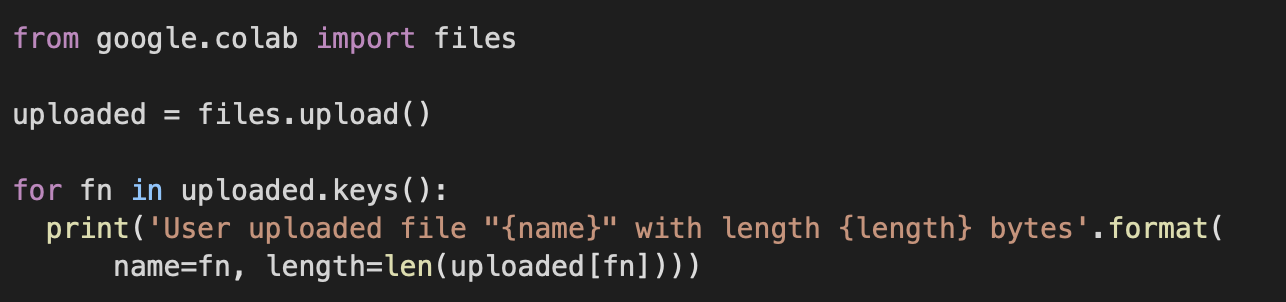 from google.colab import files
uploaded = files.upload()
for fn in uploaded.keys():
print('User uploaded file "{name}" with length {length} bytes'.format(
name=fn, length=len(uploaded[fn])))